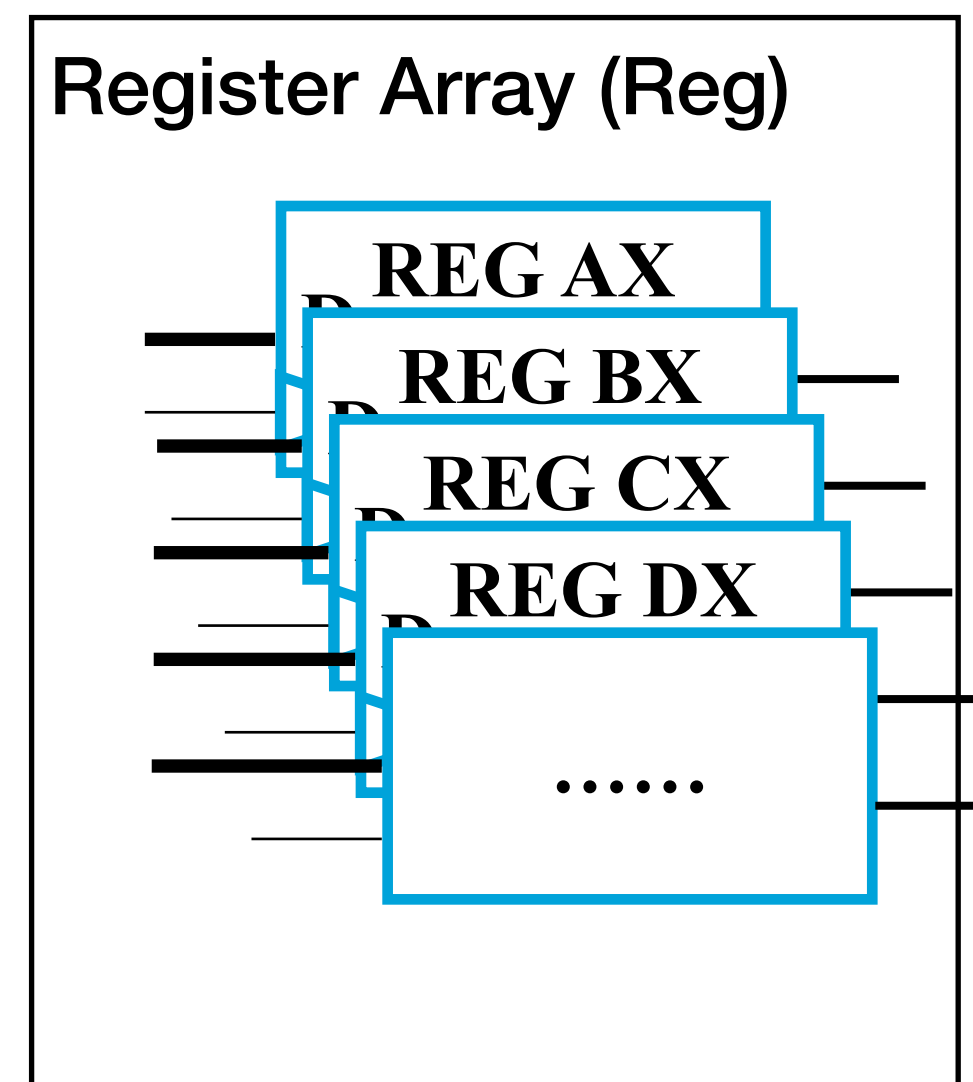 Register Array (Reg)
REG AX
D
REG BX
D
REG CX
D
REG DX
D
......